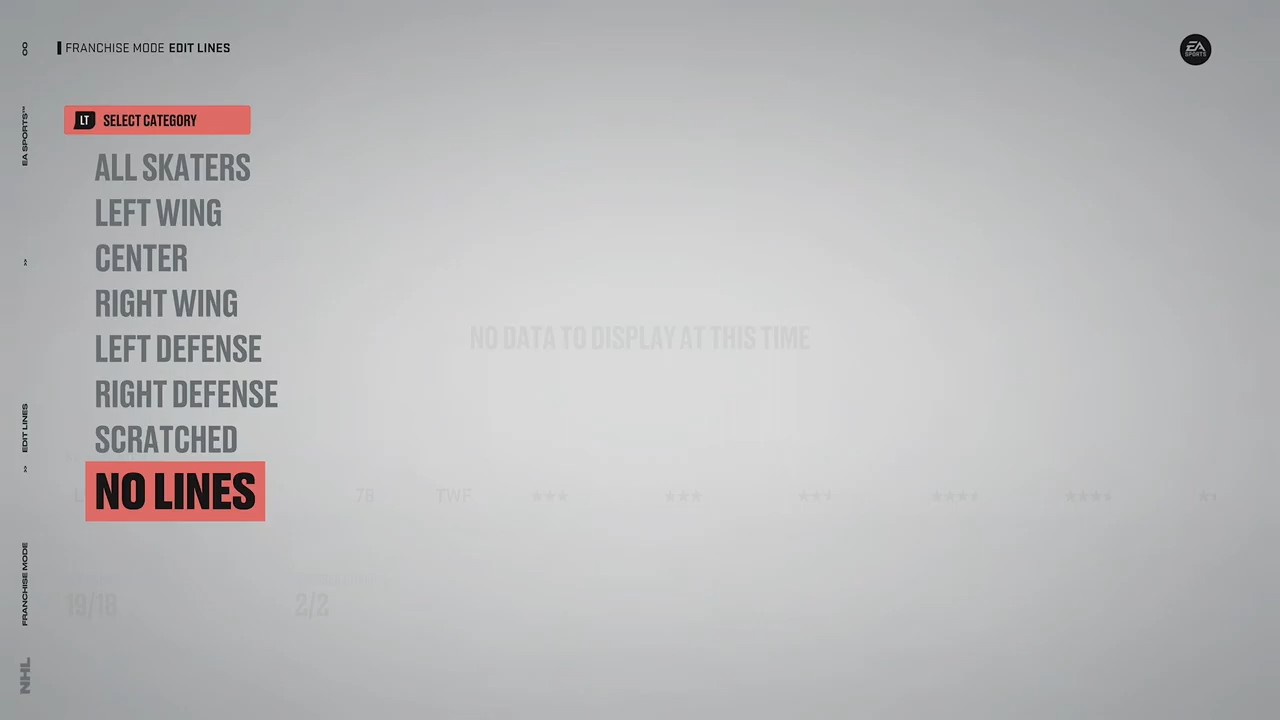 FRANCHISE MODE EDIT LINES
EA SPORTS
LT SELECT CATEGORY
ALL SKATERS
LEFT WING
CENTER
RIGHT WING
LEFT DEFENSE
RIGHT DEFENSE
SCRATCHED
NO LINES
NO DATA TO DISPLAY AT THIS TIME
78 TWF
19/18
2/2
EA SPORTS™
EDIT LINES
FRANCHISE MODE
NHL